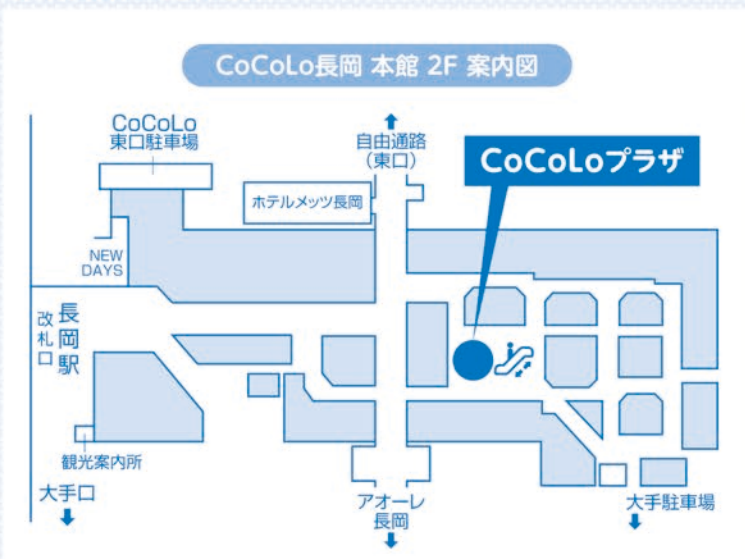 CoCoLo長岡 本館 2F 案内図
CoCoLo
東口駐車場
自由通路
(東口)
CoCoLoプラザ
ホテルメッツ長岡
NEW
DAYS
長岡駅
改札口
観光案内所
大手口
アオーレ
長岡
大手駐車場